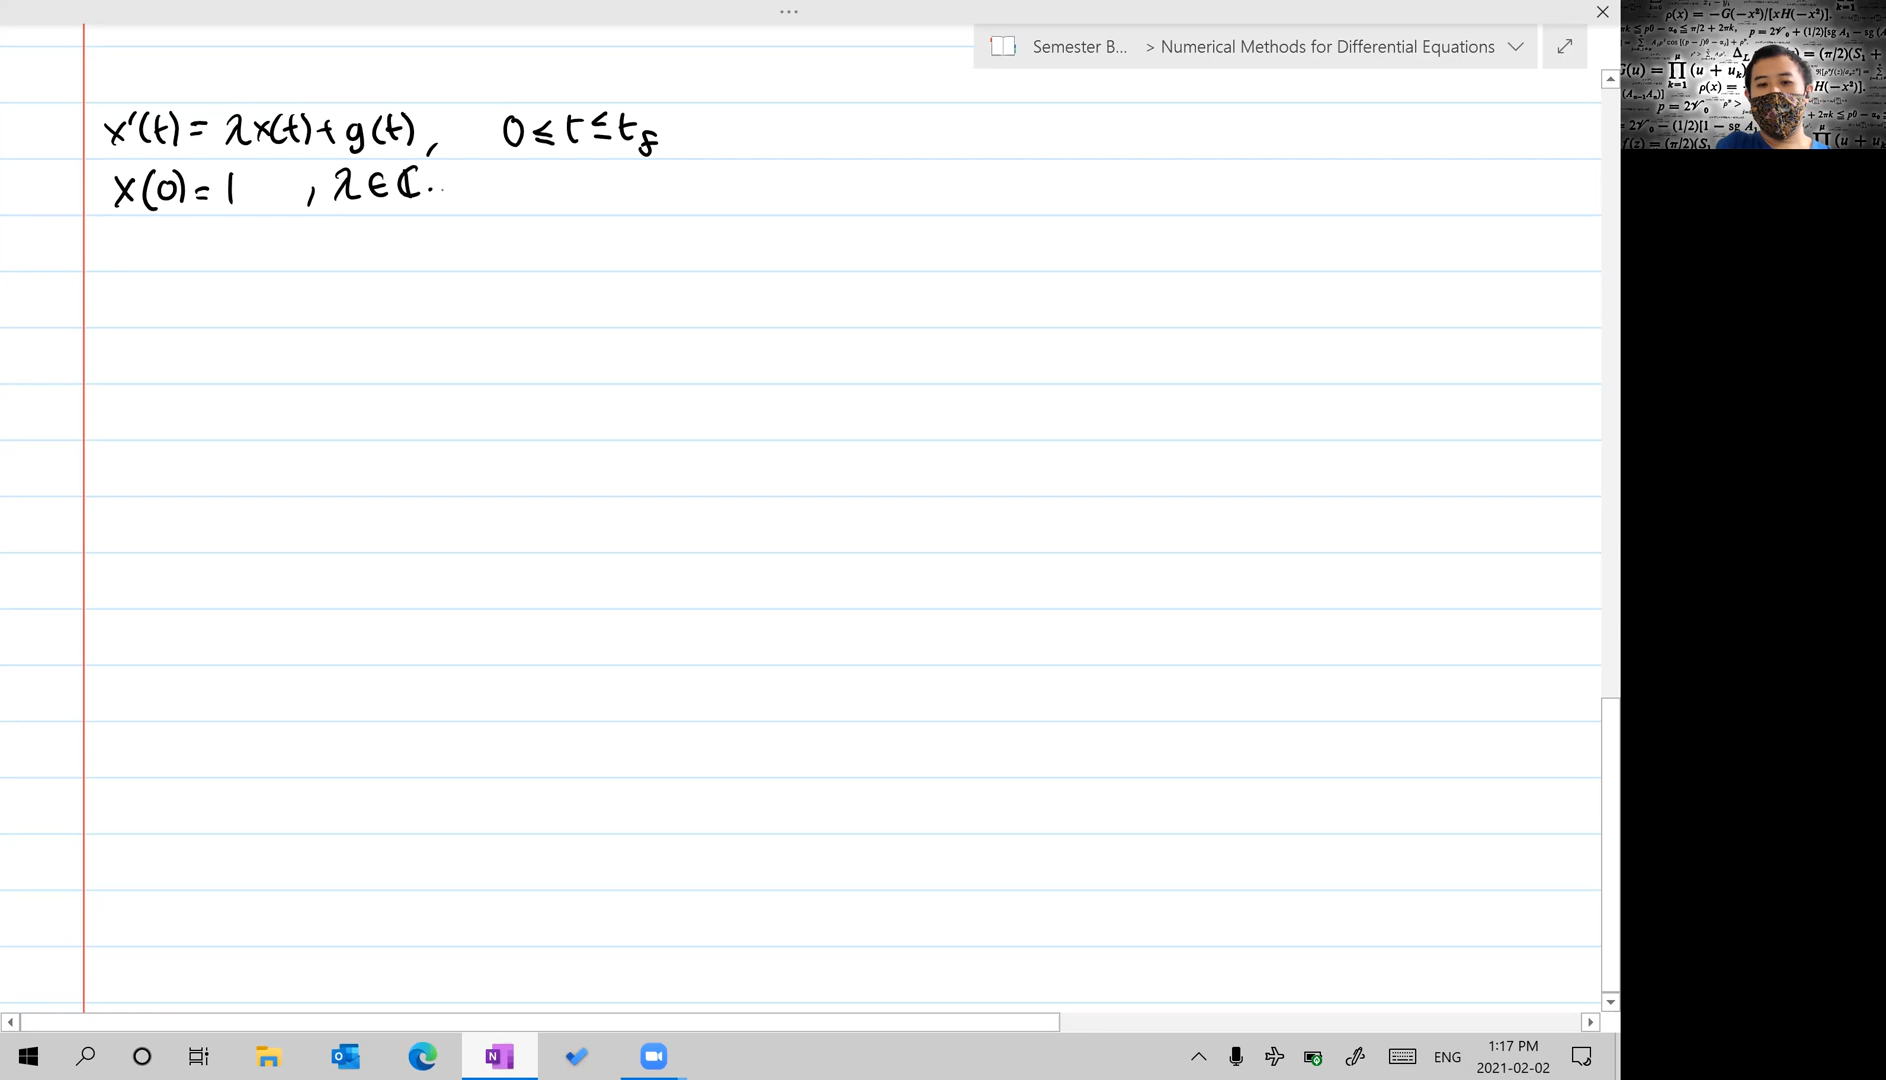 Semester B... > Numerical Methods for Differential Equations
x'(t) = λx(t) + g(t), 0 ≤ t ≤ t_f
x(0) = 1 , λ ∈ ℂ.
ENG
1:17 PM
2021-02-02